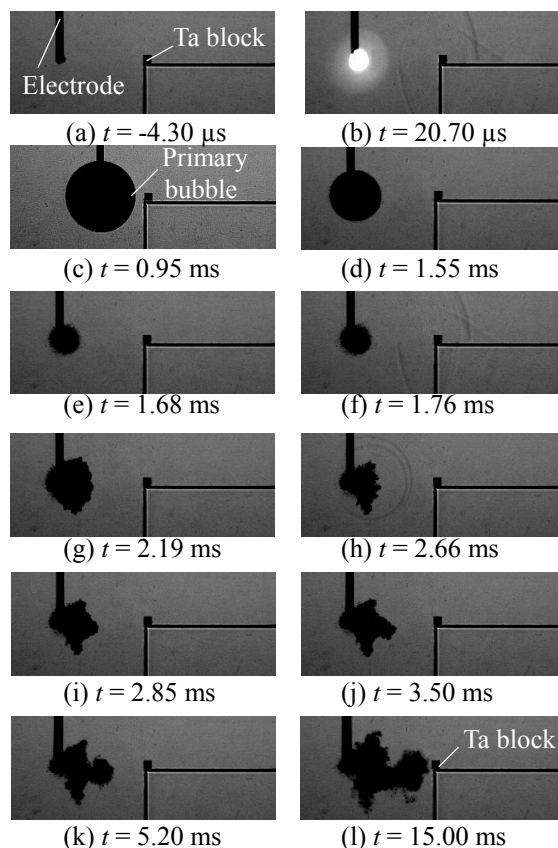 Ta block
Electrode
(a) t = -4.30 μs
(b) t = 20.70 μs
Primary
bubble
(c) t = 0.95 ms
(d) t = 1.55 ms
(e) t = 1.68 ms
(f) t = 1.76 ms
(g) t = 2.19 ms
(h) t = 2.66 ms
(i) t = 2.85 ms
(j) t = 3.50 ms
Ta block
(k) t = 5.20 ms
(l) t = 15.00 ms